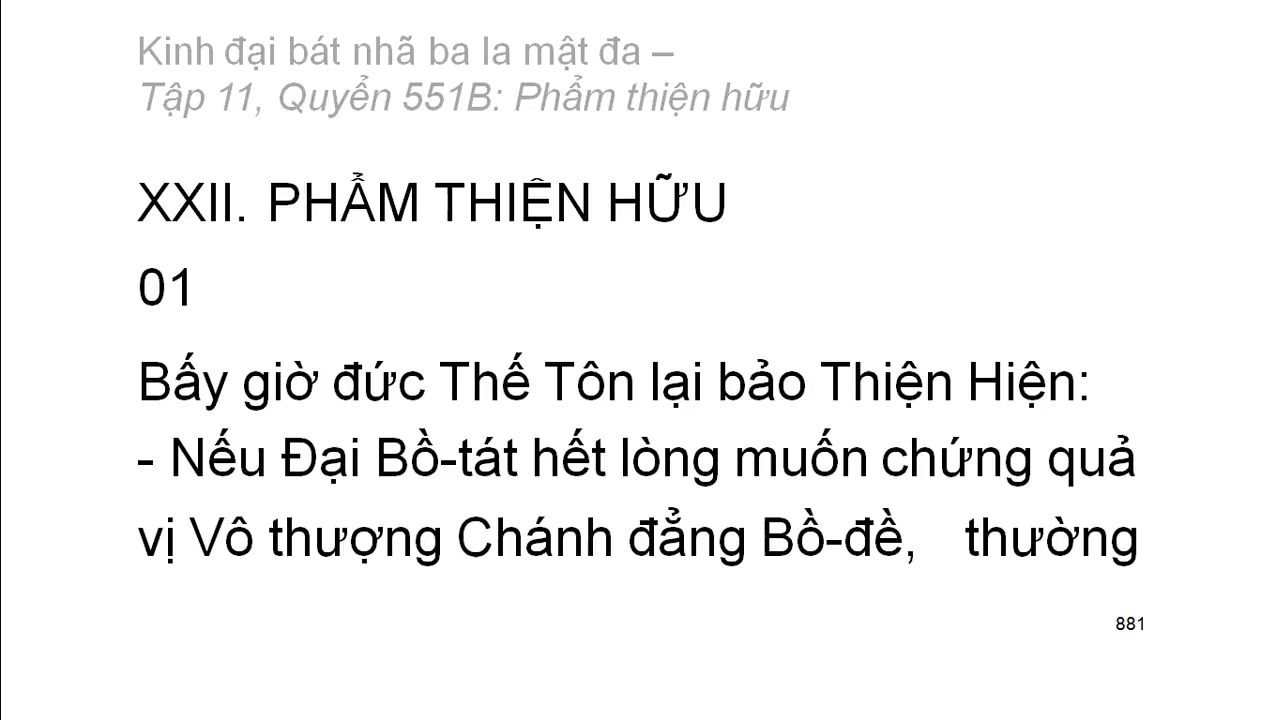 Kinh đại bát nhã ba la mật đa –
Tập 11, Quyển 551B: Phẩm thiện hữu
XXII. PHẨM THIỆN HỮU
01
Bấy giờ đức Thế Tôn lại bảo Thiện Hiện:
- Nếu Đại Bồ-tát hết lòng muốn chứng quả
vị Vô thượng Chánh đẳng Bồ-đề, thường
881